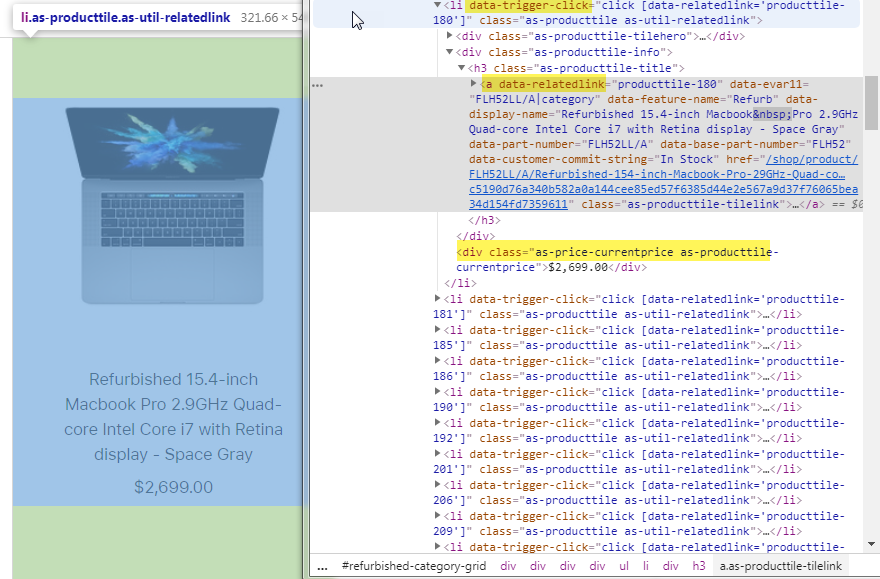 li.as-producttile.as-util-relatedlink 321.66 × 54
Refurbished 15.4-inch
Macbook Pro 2.9GHz Quad-
core Intel Core i7 with Retina
display - Space Gray
$2,699.00
▼<li data-trigger-click="click [data-relatedlink='producttile-
180']" class="as-producttile as-util-relatedlink">
▶<div class="as-producttile-tilehero">…</div>
▼<div class="as-producttile-info">
▼<h3 class="as-producttile-title">
▶<a data-relatedlink="producttile-180" data-evar11=
"FLH52LL/A|category" data-feature-name="Refurb" data-
display-name="Refurbished 15.4-inch Macbook&nbsp;Pro 2.9GHz
Quad-core Intel Core i7 with Retina display - Space Gray"
data-part-number="FLH52LL/A" data-base-part-number="FLH52"
data-customer-commit-string="In Stock" href="/shop/product/
FLH52LL/A/Refurbished-154-inch-Macbook-Pro-29GHz-Quad-co…
c5190d76a340b582a0a144cee85ed57f6385d44e2e567a9d37f76065bea
34d154fd7359611" class="as-producttile-tilelink">…</a> == $0
</h3>
</div>
<div class="as-price-currentprice as-producttile-
currentprice">$2,699.00</div>
</li>
▶<li data-trigger-click="click [data-relatedlink='producttile-
181']" class="as-producttile as-util-relatedlink">…</li>
▶<li data-trigger-click="click [data-relatedlink='producttile-
185']" class="as-producttile as-util-relatedlink">…</li>
▶<li data-trigger-click="click [data-relatedlink='producttile-
186']" class="as-producttile as-util-relatedlink">…</li>
▶<li data-trigger-click="click [data-relatedlink='producttile-
190']" class="as-producttile as-util-relatedlink">…</li>
▶<li data-trigger-click="click [data-relatedlink='producttile-
192']" class="as-producttile as-util-relatedlink">…</li>
▶<li data-trigger-click="click [data-relatedlink='producttile-
201']" class="as-producttile as-util-relatedlink">…</li>
▶<li data-trigger-click="click [data-relatedlink='producttile-
206']" class="as-producttile as-util-relatedlink">…</li>
▶<li data-trigger-click="click [data-relatedlink='producttile-
209']" class="as-producttile as-util-relatedlink">…</li>
▶<li data-trigger-click="click [data-relatedlink='producttile-
... #refurbished-category-grid div div div div ul li div h3 a.as-producttile-tilelink